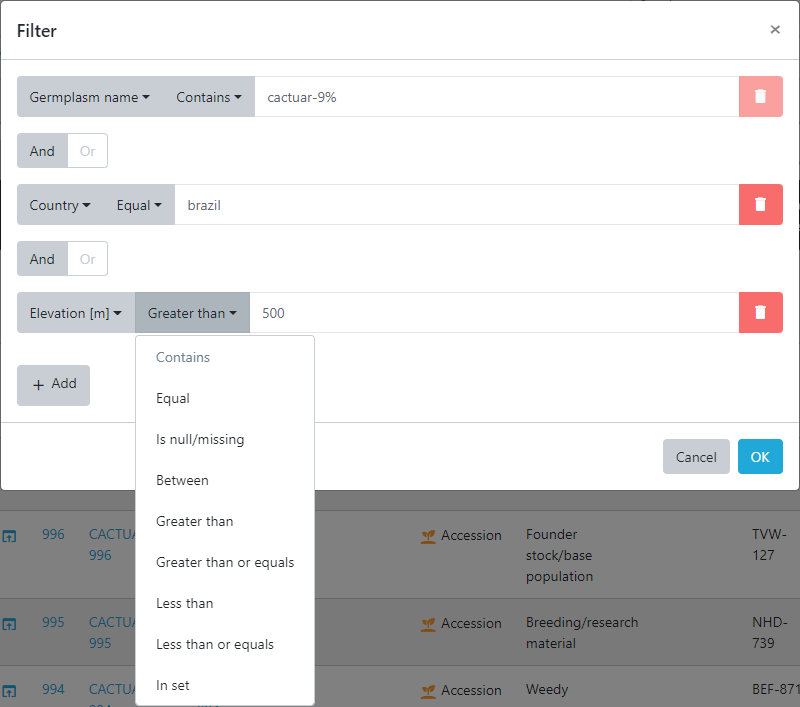 Filter
×
Germplasm name Contains cactuar-9%
And Or
Country Equal brazil
And Or
Elevation [m] Greater than 500
Contains
+ Add
Equal
Is null/missing
Cancel OK
Between
Greater than
996 CACTUA
996
Accession Founder
stock/base
population
TVW-
127
Greater than or equals
Less than
995 CACTUA
995
Accession Breeding/research
material
NHD-
739
Less than or equals
In set
994 CACTUA Accession Weedy BEF-871